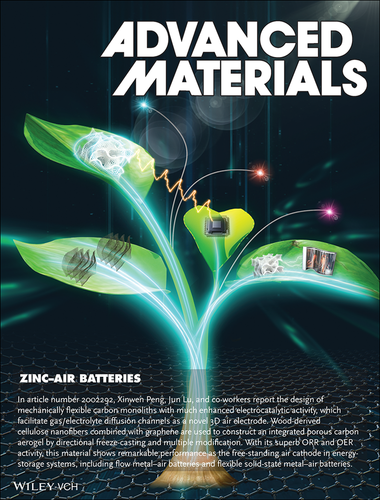 ADVANCED
MATERIALS
ZINC–AIR BATTERIES
In article number 2002292, Xinwen Peng, Jun Lu, and co-workers report the design of
mechanically flexible carbon monoliths with much enhanced electrocatalytic activity, which
facilitate gas/electrolyte diffusion channels as a novel 3D air electrode. Wood-derived
cellulose nanofibers combined with graphene are used to construct an integrated porous carbon
aerogel by directional freeze-casting and multiple modification. With its superb ORR and OER
activity, this material shows remarkable performance as the free-standing air cathode in energy-
storage systems, including flow metal–air batteries and flexible solid-state metal–air batteries.
WILEY-VCH